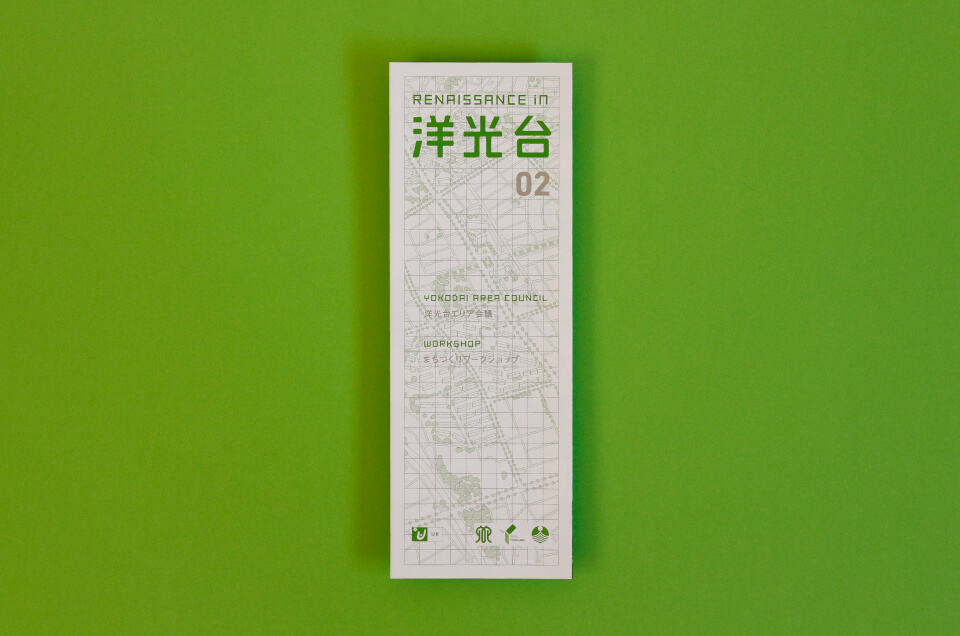 RENAISSANCE in
洋光台
02
YOKODAI AREA COUNCIL
洋光台エリア会議
WORKSHOP
まちづくりワークショップ
UR